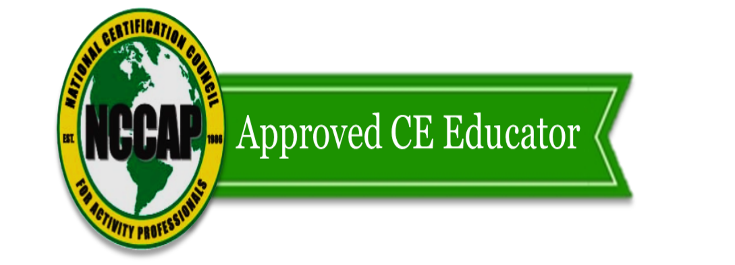 NATIONAL CERTIFICATION COUNCIL
EST. NCCAP 1986
FOR ACTIVITY PROFESSIONALS
Approved CE Educator